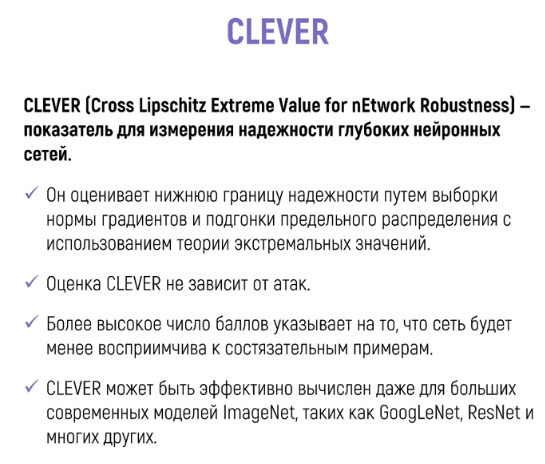 CLEVER
CLEVER (Cross Lipschitz Extreme Value for nEtwork Robustness) –
показатель для измерения надежности глубоких нейронных
сетей.
Он оценивает нижнюю границу надежности путем выборки
нормы градиентов и подгонки предельного распределения с
использованием теории экстремальных значений.
Оценка CLEVER не зависит от атак.
Более высокое число баллов указывает на то, что сеть будет
менее восприимчива к состязательным примерам.
CLEVER может быть эффективно вычислен даже для больших
современных моделей ImageNet, таких как GoogLeNet, ResNet и
многих других.